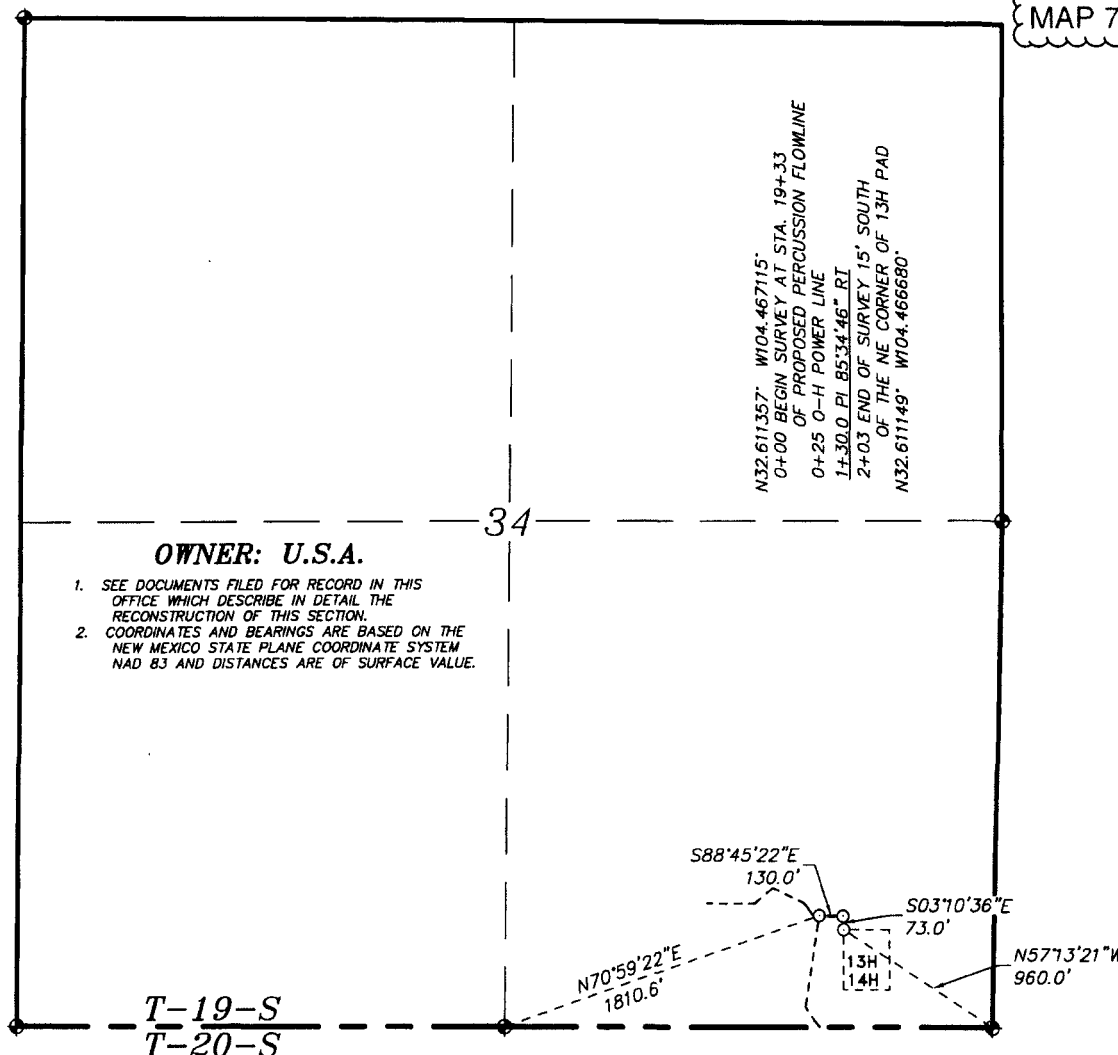 MAP 7
N32.611357° W104.467115°
0+00 BEGIN SURVEY AT STA. 19+33
OF PROPOSED PERCUSSION FLOWLINE
0+25 O-H POWER LINE
1+30.0 PI 85°34'46" RT
2+03 END OF SURVEY 15' SOUTH
OF THE NE CORNER OF 13H PAD
N32.611149° W104.466680°
34
OWNER: U.S.A.
1. SEE DOCUMENTS FILED FOR RECORD IN THIS
OFFICE WHICH DESCRIBE IN DETAIL THE
RECONSTRUCTION OF THIS SECTION.
2. COORDINATES AND BEARINGS ARE BASED ON THE
NEW MEXICO STATE PLANE COORDINATE SYSTEM
NAD 83 AND DISTANCES ARE OF SURFACE VALUE.
S88°45'22"E
130.0'
S03°10'36"E
73.0'
13H
14H
N57°13'21"W
960.0'
N70°59'22"E
1810.6'
T-19-S
T-20-S